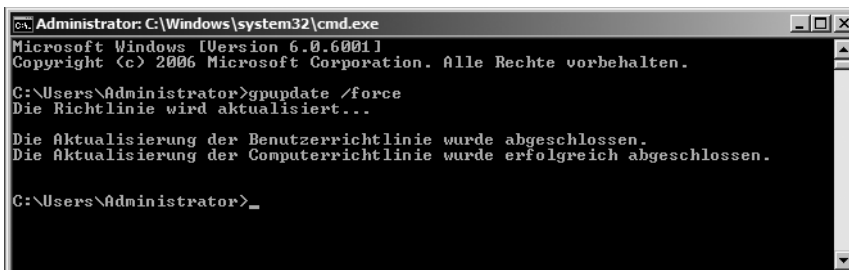 Administrator: C:\Windows\system32\cmd.exe
Microsoft Windows [Version 6.0.6001]
Copyright (c) 2006 Microsoft Corporation. Alle Rechte vorbehalten.
C:\Users\Administrator>gpupdate /force
Die Richtlinie wird aktualisiert...
Die Aktualisierung der Benutzerrichtlinie wurde abgeschlossen.
Die Aktualisierung der Computerrichtlinie wurde erfolgreich abgeschlossen.
C:\Users\Administrator>_